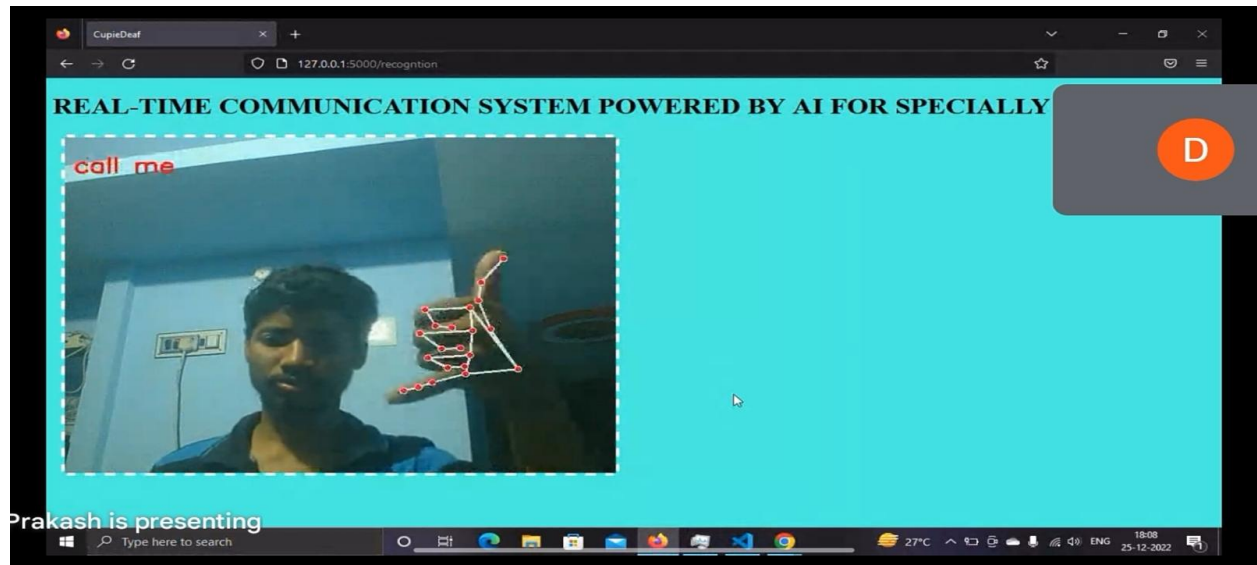 CupieDeaf
127.0.0.1:5000/recogntion
REAL-TIME COMMUNICATION SYSTEM POWERED BY AI FOR SPECIALLY
D
call me
Prakash is presenting
Type here to search
27°C
ENG
18:08
25-12-2022
1